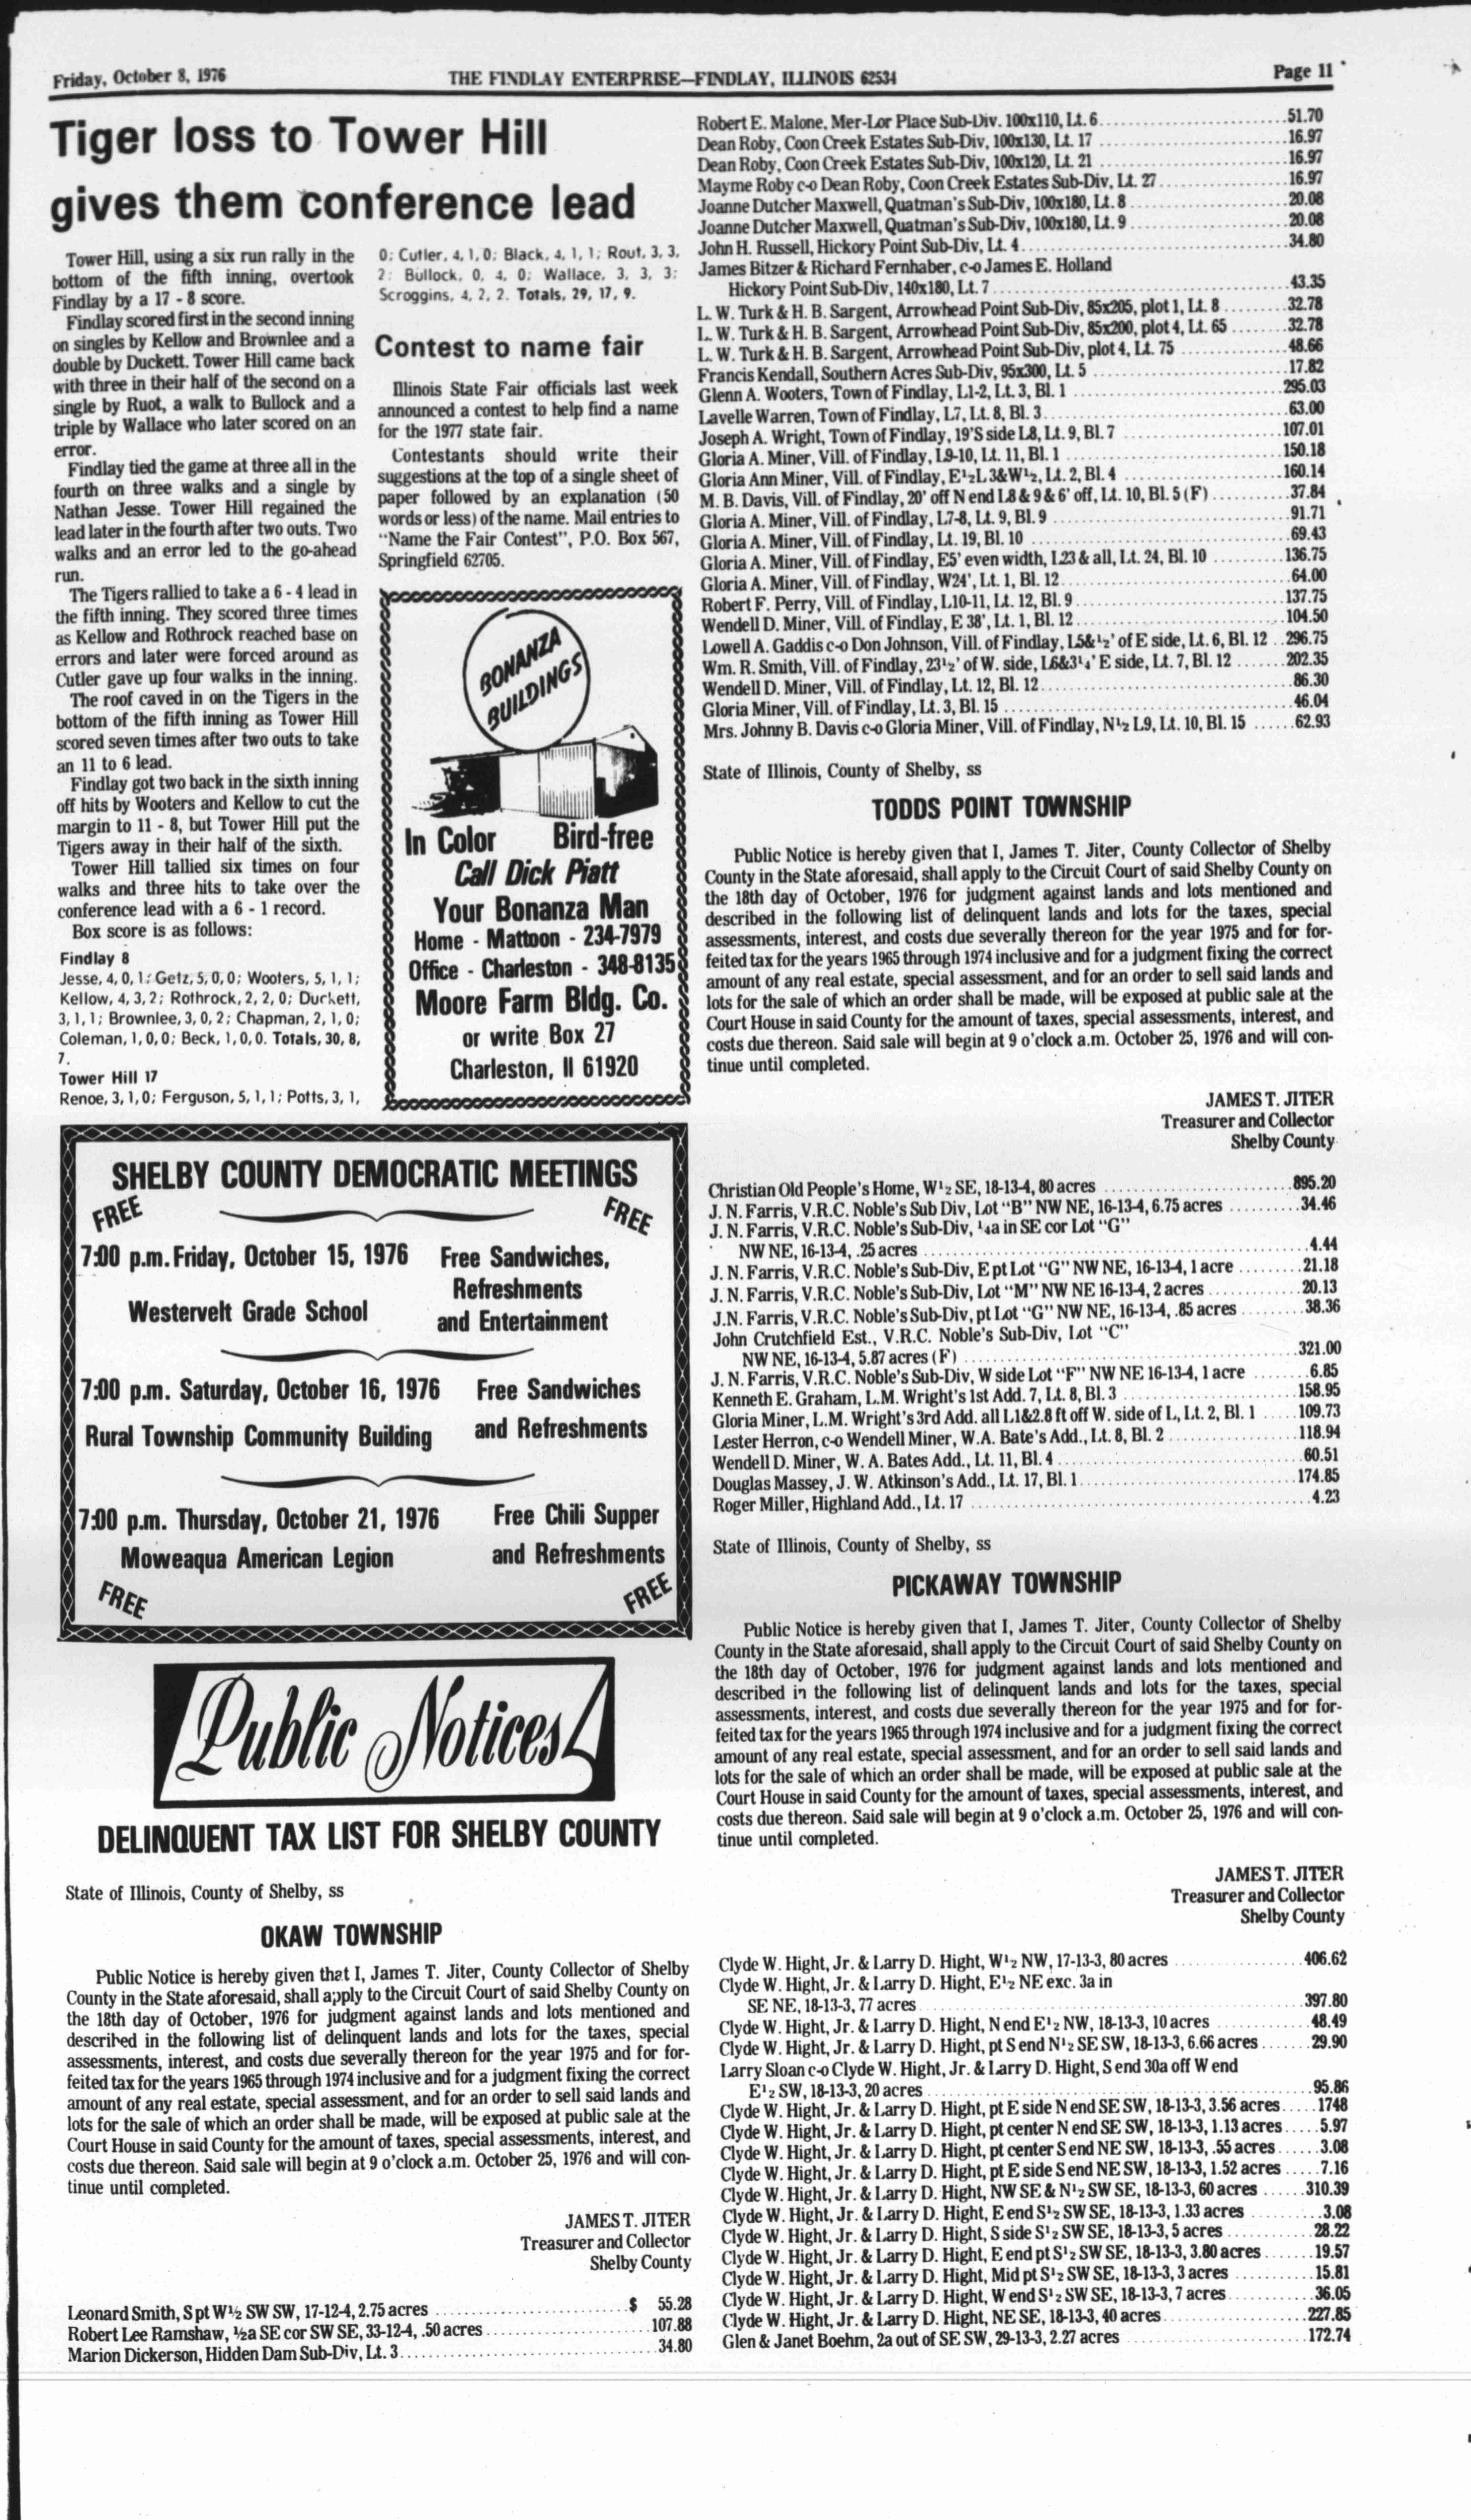 Friday, October 8, 1976
THE FINDLAY ENTERPRISE—FINDLAY, ILLINOIS 62534
Page 11
Tiger loss to Tower Hill
gives them conference lead
Tower Hill, using a six run rally in the
bottom of the fifth inning, overtook
Findlay by a 17 - 8 score.
Findlay scored first in the second inning
on singles by Kellow and Brownlee and a
double by Duckett. Tower Hill came back
with three in their half of the second on a
single by Ruot, a walk to Bullock and a
triple by Wallace who later scored on an
error.
Findlay tied the game at three all in the
fourth on three walks and a single by
Nathan Jesse. Tower Hill regained the
lead later in the fourth after two outs. Two
walks and an error led to the go-ahead
run.
The Tigers rallied to take a 6 - 4 lead in
the fifth inning. They scored three times
as Kellow and Rothrock reached base on
errors and later were forced around as
Cutler gave up four walks in the inning.
The roof caved in on the Tigers in the
bottom of the fifth inning as Tower Hill
scored seven times after two outs to take
an 11 to 6 lead.
Findlay got two back in the sixth inning
off hits by Wooters and Kellow to cut the
margin to 11 - 8, but Tower Hill put the
Tigers away in their half of the sixth.
Tower Hill tallied six times on four
walks and three hits to take over the
conference lead with a 6 - 1 record.
Box score is as follows:
Findlay 8
Jesse, 4, 0, 1; Getz, 5, 0, 0; Wooters, 5, 1, 1;
Kellow, 4, 3, 2; Rothrock, 2, 2, 0; Durkett,
3, 1, 1; Brownlee, 3, 0, 2; Chapman, 2, 1, 0;
Coleman, 1, 0, 0; Beck, 1, 0, 0. Totals, 30, 8,
7.
Tower Hill 17
Renoe, 3, 1, 0; Ferguson, 5, 1, 1; Potts, 3, 1,
0; Cutler, 4, 1, 0; Black, 4, 1, 1; Rout, 3, 3,
2; Bullock, 0, 4, 0; Wallace, 3, 3, 3;
Scroggins, 4, 2, 2. Totals, 29, 17, 9.
Contest to name fair
Illinois State Fair officials last week
announced a contest to help find a name
for the 1977 state fair.
Contestants should write their
suggestions at the top of a single sheet of
paper followed by an explanation (50
words or less) of the name. Mail entries to
"Name the Fair Contest", P.O. Box 567,
Springfield 62705.
BONANZA
BUILDINGS
In Color Bird-free
Call Dick Piatt
Your Bonanza Man
Home - Mattoon - 234-7979
Office - Charleston - 348-8135
Moore Farm Bldg. Co.
or write Box 27
Charleston, Il 61920
SHELBY COUNTY DEMOCRATIC MEETINGS
FREE FREE
7:00 p.m. Friday, October 15, 1976 Free Sandwiches,
Refreshments
Westervelt Grade School and Entertainment
7:00 p.m. Saturday, October 16, 1976 Free Sandwiches
Rural Township Community Building and Refreshments
7:00 p.m. Thursday, October 21, 1976 Free Chili Supper
Moweaqua American Legion and Refreshments
FREE FREE
Public Notices
DELINQUENT TAX LIST FOR SHELBY COUNTY
State of Illinois, County of Shelby, ss
OKAW TOWNSHIP
Public Notice is hereby given that I, James T. Jiter, County Collector of Shelby
County in the State aforesaid, shall apply to the Circuit Court of said Shelby County on
the 18th day of October, 1976 for judgment against lands and lots mentioned and
described in the following list of delinquent lands and lots for the taxes, special
assessments, interest, and costs due severally thereon for the year 1975 and for for-
feited tax for the years 1965 through 1974 inclusive and for a judgment fixing the correct
amount of any real estate, special assessment, and for an order to sell said lands and
lots for the sale of which an order shall be made, will be exposed at public sale at the
Court House in said County for the amount of taxes, special assessments, interest, and
costs due thereon. Said sale will begin at 9 o'clock a.m. October 25, 1976 and will con-
tinue until completed.
JAMES T. JITER
Treasurer and Collector
Shelby County
Leonard Smith, S pt W½ SW SW, 17-12-4, 2.75 acres $ 55.28
Robert Lee Ramshaw, ½a SE cor SW SE, 33-12-4, .50 acres 107.88
Marion Dickerson, Hidden Dam Sub-Div, Lt. 3 34.80
Robert E. Malone, Mer-Lor Place Sub-Div. 100x110, Lt. 6 51.70
Dean Roby, Coon Creek Estates Sub-Div, 100x130, Lt. 17 16.97
Dean Roby, Coon Creek Estates Sub-Div, 100x120, Lt. 21 16.97
Mayme Roby c-o Dean Roby, Coon Creek Estates Sub-Div, Lt. 27 16.97
Joanne Dutcher Maxwell, Quatman's Sub-Div, 100x180, Lt. 8 20.08
Joanne Dutcher Maxwell, Quatman's Sub-Div, 100x180, Lt. 9 20.08
John H. Russell, Hickory Point Sub-Div, Lt. 4 34.80
James Bitzer & Richard Fernhaber, c-o James E. Holland
Hickory Point Sub-Div, 140x180, Lt. 7 43.35
L. W. Turk & H. B. Sargent, Arrowhead Point Sub-Div, 85x205, plot 1, Lt. 8 32.78
L. W. Turk & H. B. Sargent, Arrowhead Point Sub-Div, 85x200, plot 4, Lt. 65 32.78
L. W. Turk & H. B. Sargent, Arrowhead Point Sub-Div, plot 4, Lt. 75 48.66
Francis Kendall, Southern Acres Sub-Div, 95x300, Lt. 5 17.82
Glenn A. Wooters, Town of Findlay, L1-2, Lt. 3, Bl. 1 295.03
Lavelle Warren, Town of Findlay, L7, Lt. 8, Bl. 3 63.00
Joseph A. Wright, Town of Findlay, 19'S side L8, Lt. 9, Bl. 7 107.01
Gloria A. Miner, Vill. of Findlay, L9-10, Lt. 11, Bl. 1 150.18
Gloria Ann Miner, Vill. of Findlay, E½L3&W½, Lt. 2, Bl. 4 160.14
M. B. Davis, Vill. of Findlay, 20' off N end L8 & 9 & 6' off, Lt. 10, Bl. 5 (F) 37.84
Gloria A. Miner, Vill. of Findlay, L7-8, Lt. 9, Bl. 9 91.71
Gloria A. Miner, Vill. of Findlay, Lt. 19, Bl. 10 69.43
Gloria A. Miner, Vill. of Findlay, E5' even width, L23 & all, Lt. 24, Bl. 10 136.75
Gloria A. Miner, Vill. of Findlay, W24', Lt. 1, Bl. 12 64.00
Robert F. Perry, Vill. of Findlay, L10-11, Lt. 12, Bl. 9 137.75
Wendell D. Miner, Vill. of Findlay, E 38', Lt. 1, Bl. 12 104.50
Lowell A. Gaddis c-o Don Johnson, Vill. of Findlay, L5&½' of E side, Lt. 6, Bl. 12 296.75
Wm. R. Smith, Vill. of Findlay, 23½' of W. side, L6&3¼' E side, Lt. 7, Bl. 12 202.35
Wendell D. Miner, Vill. of Findlay, Lt. 12, Bl. 12 86.30
Gloria Miner, Vill. of Findlay, Lt. 3, Bl. 15 46.04
Mrs. Johnny B. Davis c-o Gloria Miner, Vill. of Findlay, N½ L9, Lt. 10, Bl. 15 62.93
State of Illinois, County of Shelby, ss
TODDS POINT TOWNSHIP
Public Notice is hereby given that I, James T. Jiter, County Collector of Shelby
County in the State aforesaid, shall apply to the Circuit Court of said Shelby County on
the 18th day of October, 1976 for judgment against lands and lots mentioned and
described in the following list of delinquent lands and lots for the taxes, special
assessments, interest, and costs due severally thereon for the year 1975 and for for-
feited tax for the years 1965 through 1974 inclusive and for a judgment fixing the correct
amount of any real estate, special assessment, and for an order to sell said lands and
lots for the sale of which an order shall be made, will be exposed at public sale at the
Court House in said County for the amount of taxes, special assessments, interest, and
costs due thereon. Said sale will begin at 9 o'clock a.m. October 25, 1976 and will con-
tinue until completed.
JAMES T. JITER
Treasurer and Collector
Shelby County
Christian Old People's Home, W½ SE, 18-13-4, 80 acres 895.20
J. N. Farris, V.R.C. Noble's Sub Div, Lot "B" NW NE, 16-13-4, 6.75 acres 34.46
J. N. Farris, V.R.C. Noble's Sub-Div, ¼a in SE cor Lot "G"
NW NE, 16-13-4, .25 acres 4.44
J. N. Farris, V.R.C. Noble's Sub-Div, E pt Lot "G" NW NE, 16-13-4, 1 acre 21.18
J. N. Farris, V.R.C. Noble's Sub-Div, Lot "M" NW NE 16-13-4, 2 acres 20.13
J.N. Farris, V.R.C. Noble's Sub-Div, pt Lot "G" NW NE, 16-13-4, .85 acres 38.36
John Crutchfield Est., V.R.C. Noble's Sub-Div, Lot "C"
NW NE, 16-13-4, 5.87 acres (F) 321.00
J. N. Farris, V.R.C. Noble's Sub-Div, W side Lot "F" NW NE 16-13-4, 1 acre 6.85
Kenneth E. Graham, L.M. Wright's 1st Add. 7, Lt. 8, Bl. 3 158.95
Gloria Miner, L.M. Wright's 3rd Add. all L1&2.8 ft off W. side of L, Lt. 2, Bl. 1 109.73
Lester Herron, c-o Wendell Miner, W.A. Bate's Add., Lt. 8, Bl. 2 118.94
Wendell D. Miner, W. A. Bates Add., Lt. 11, Bl. 4 60.51
Douglas Massey, J. W. Atkinson's Add., Lt. 17, Bl. 1 174.85
Roger Miller, Highland Add., Lt. 17 4.23
State of Illinois, County of Shelby, ss
PICKAWAY TOWNSHIP
Public Notice is hereby given that I, James T. Jiter, County Collector of Shelby
County in the State aforesaid, shall apply to the Circuit Court of said Shelby County on
the 18th day of October, 1976 for judgment against lands and lots mentioned and
described in the following list of delinquent lands and lots for the taxes, special
assessments, interest, and costs due severally thereon for the year 1975 and for for-
feited tax for the years 1965 through 1974 inclusive and for a judgment fixing the correct
amount of any real estate, special assessment, and for an order to sell said lands and
lots for the sale of which an order shall be made, will be exposed at public sale at the
Court House in said County for the amount of taxes, special assessments, interest, and
costs due thereon. Said sale will begin at 9 o'clock a.m. October 25, 1976 and will con-
tinue until completed.
JAMES T. JITER
Treasurer and Collector
Shelby County
Clyde W. Hight, Jr. & Larry D. Hight, W½ NW, 17-13-3, 80 acres 406.62
Clyde W. Hight, Jr. & Larry D. Hight, E½ NE exc. 3a in
SE NE, 18-13-3, 77 acres 397.80
Clyde W. Hight, Jr. & Larry D. Hight, N end E½ NW, 18-13-3, 10 acres 48.49
Clyde W. Hight, Jr. & Larry D. Hight, pt S end N½ SE SW, 18-13-3, 6.66 acres 29.90
Larry Sloan c-o Clyde W. Hight, Jr. & Larry D. Hight, S end 30a off W end
E½ SW, 18-13-3, 20 acres 95.86
Clyde W. Hight, Jr. & Larry D. Hight, pt E side N end SE SW, 18-13-3, 3.56 acres 1748
Clyde W. Hight, Jr. & Larry D. Hight, pt center N end SE SW, 18-13-3, 1.13 acres 5.97
Clyde W. Hight, Jr. & Larry D. Hight, pt center S end NE SW, 18-13-3, .55 acres 3.08
Clyde W. Hight, Jr. & Larry D. Hight, pt E side S end NE SW, 18-13-3, 1.52 acres 7.16
Clyde W. Hight, Jr. & Larry D. Hight, NW SE & N½ SW SE, 18-13-3, 60 acres 310.39
Clyde W. Hight, Jr. & Larry D. Hight, E end S½ SW SE, 18-13-3, 1.33 acres 3.08
Clyde W. Hight, Jr. & Larry D. Hight, S side S½ SW SE, 18-13-3, 5 acres 28.22
Clyde W. Hight, Jr. & Larry D. Hight, E end pt S½ SW SE, 18-13-3, 3.80 acres 19.57
Clyde W. Hight, Jr. & Larry D. Hight, Mid pt S½ SW SE, 18-13-3, 3 acres 15.81
Clyde W. Hight, Jr. & Larry D. Hight, W end S½ SW SE, 18-13-3, 7 acres 36.05
Clyde W. Hight, Jr. & Larry D. Hight, NE SE, 18-13-3, 40 acres 227.85
Glen & Janet Boehm, 2a out of SE SW, 29-13-3, 2.27 acres 172.74